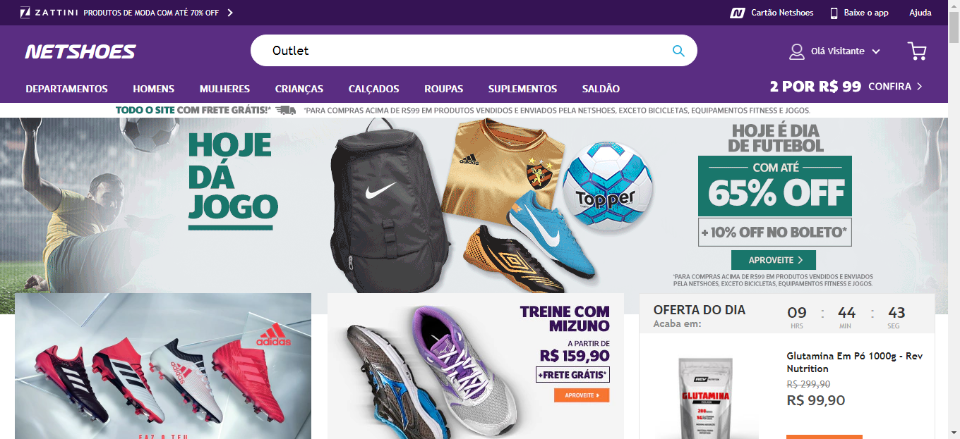 ZATTINI PRODUTOS DE MODA COM ATÉ 70% OFF
Cartão Netshoes
Baixe o app
Ajuda
NETSHOES
Outlet
Olá Visitante
DEPARTAMENTOS
HOMENS
MULHERES
CRIANÇAS
CALÇADOS
ROUPAS
SUPLEMENTOS
SALDÃO
2 POR R$ 99 CONFIRA
TODO O SITE COM FRETE GRÁTIS!* *PARA COMPRAS ACIMA DE R$99 EM PRODUTOS VENDIDOS E ENVIADOS PELA NETSHOES. EXCETO BICICLETAS, EQUIPAMENTOS FITNESS E JOGOS.
HOJE
DÁ
JOGO
adidas
Topper
HOJE É DIA
DE FUTEBOL
COM ATÉ
65% OFF
+10% OFF NO BOLETO*
APROVEITE
*PARA COMPRAS ACIMA DE R$99 EM PRODUTOS VENDIDOS E ENVIADOS
PELA NETSHOES. EXCETO BICICLETAS, EQUIPAMENTOS FITNESS E JOGOS.
adidas
TREINE COM
MIZUNO
A PARTIR DE
R$ 159,90
+FRETE GRÁTIS*
APROVEITE
OFERTA DO DIA
Acaba em:
09 : 44 : 43
HRS MIN SEG
GLUTAMINA
Glutamina Em Pó 1000g - Rev
Nutrition
R$ 299,90
R$ 99,90